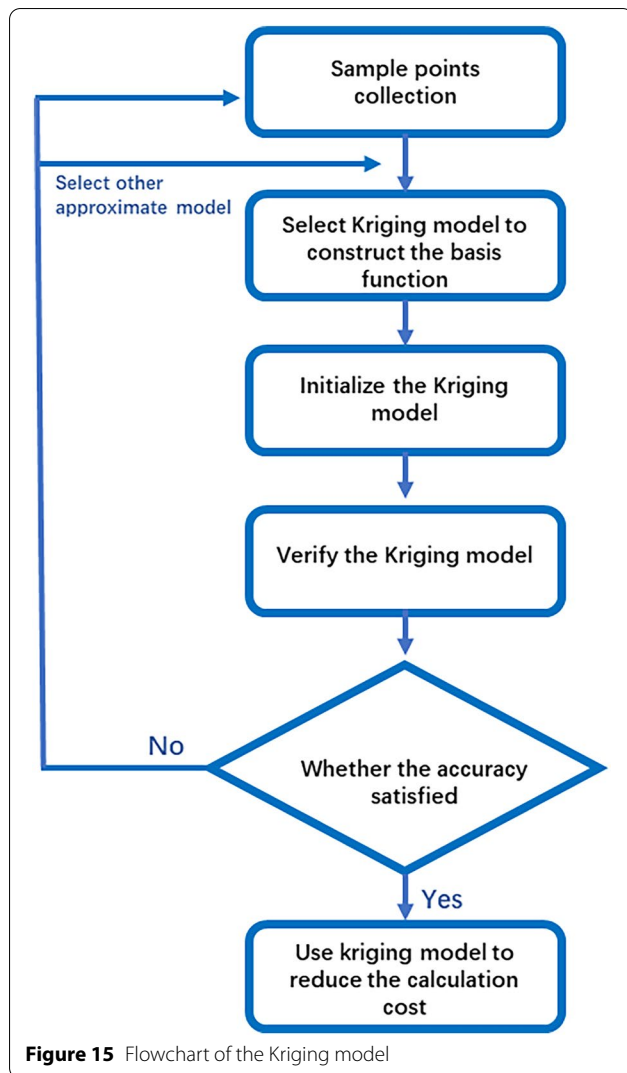 Sample points
collection
Select other
approximate model
Select Kriging model to
construct the basis
function
Initialize the Kriging
model
Verify the Kriging model
No
Whether the accuracy
satisfied
Yes
Use kriging model to
reduce the calculation
cost
Figure 15 Flowchart of the Kriging model